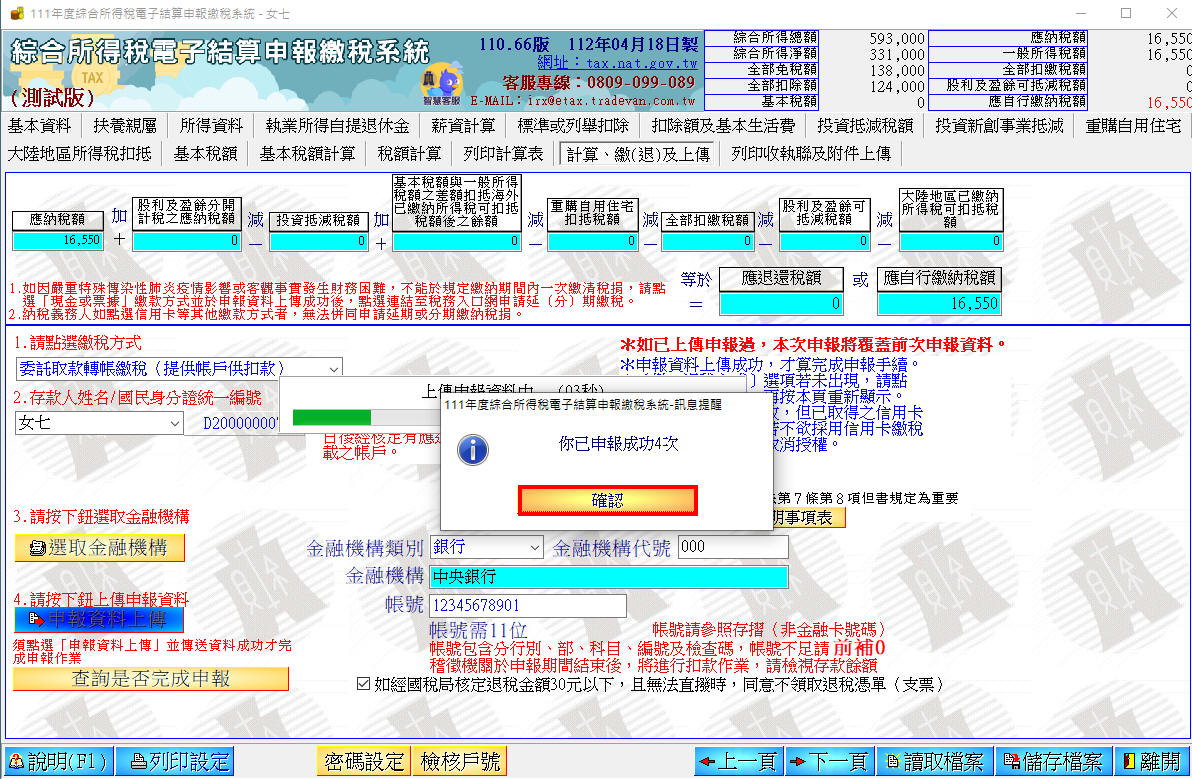 111年度綜合所得稅電子結算申報繳稅系統 - 女七
綜合所得稅電子結算申報繳稅系統
TAX
(測試版)
110.66版 112年04月18日製
網址：tax.nat.gov.tw
客服專線：0809-099-089
E-MAIL：irx@etax.tradevan.com.tw
智慧客服
綜合所得總額 593,000 應納稅額 16,550
綜合所得淨額 331,000 一般所得稅額 16,550
全部免稅額 138,000 全部扣繳稅額 0
全部扣除額 124,000 股利及盈餘可抵減稅額 0
基本稅額 0 應自行繳納稅額 16,550
基本資料 扶養親屬 所得資料 執業所得自提退休金 薪資計算 標準或列舉扣除 扣除額及基本生活費 投資抵減稅額 投資新創事業抵減 重購自用住宅
大陸地區所得稅扣抵 基本稅額 基本稅額計算 稅額計算 列印計算表 計算、繳(退)及上傳 列印收執聯及附件上傳
應納稅額
16,550
加
＋
股利及盈餘分開
計稅之應納稅額
0
減
－
投資抵減稅額
0
加
＋
基本稅額與一般所得
稅額之差額扣抵海外
已繳納所得稅可扣抵
稅額後之餘額
0
減
－
重購自用住宅
扣抵稅額
0
減
－
全部扣繳稅額
0
減
－
股利及盈餘可
抵減稅額
0
減
－
大陸地區已繳納
所得稅可扣抵稅
額
0
1.如因嚴重特殊傳染性肺炎疫情影響或客觀事實發生財務困難，不能於規定繳納期間內一次繳清稅捐，請點
選「現金或票據」繳款方式並於申報資料上傳成功後，點選連結至稅務入口網申請延（分）期繳稅。
2.納稅義務人如點選信用卡等其他繳款方式者，無法併同申請延期或分期繳納稅捐。
等於
＝
應退還稅額
0
或
應自行繳納稅額
16,550
1.請點選繳稅方式
委託取款轉帳繳稅（提供帳戶供扣款）
2.存款人姓名/國民身分證統一編號
女七
D20000007
＊如已上傳申報過，本次申報將覆蓋前次申報資料。
＊申報資料上傳成功，才算完成申報手續。
選項若未出現，請點
再按本頁重新顯示。
，但已取得之信用卡
若不欲採用信用卡繳稅
取消授權。
上傳申報資料中...(03秒)
日後經核定有應
載之帳戶。
111年度綜合所得稅電子結算申報繳稅系統-訊息提醒
你已申報成功4次
確認
第７條第８項但書規定為重要
明事項表
3.請按下鈕選取金融機構
選取金融機構
金融機構類別 銀行 金融機構代號 000
金融機構 中央銀行
帳號 12345678901
4.請按下鈕上傳申報資料
申報資料上傳
須點選「申報資料上傳」並傳送資料成功才完
成申報作業
查詢是否完成申報
帳號需11位 帳號請參照存摺（非金融卡號碼）
帳號包含分行別、部、科目、編號及檢查碼，帳號不足請 前補0
稽徵機關於申報期間結束後，將進行扣款作業，請檢視存款餘額
如經國稅局核定退稅金額30元以下，且無法直撥時，同意不領取退稅憑單（支票）
說明(F1) 列印設定 密碼設定 檢核戶號 上一頁 下一頁 讀取檔案 儲存檔案 離開